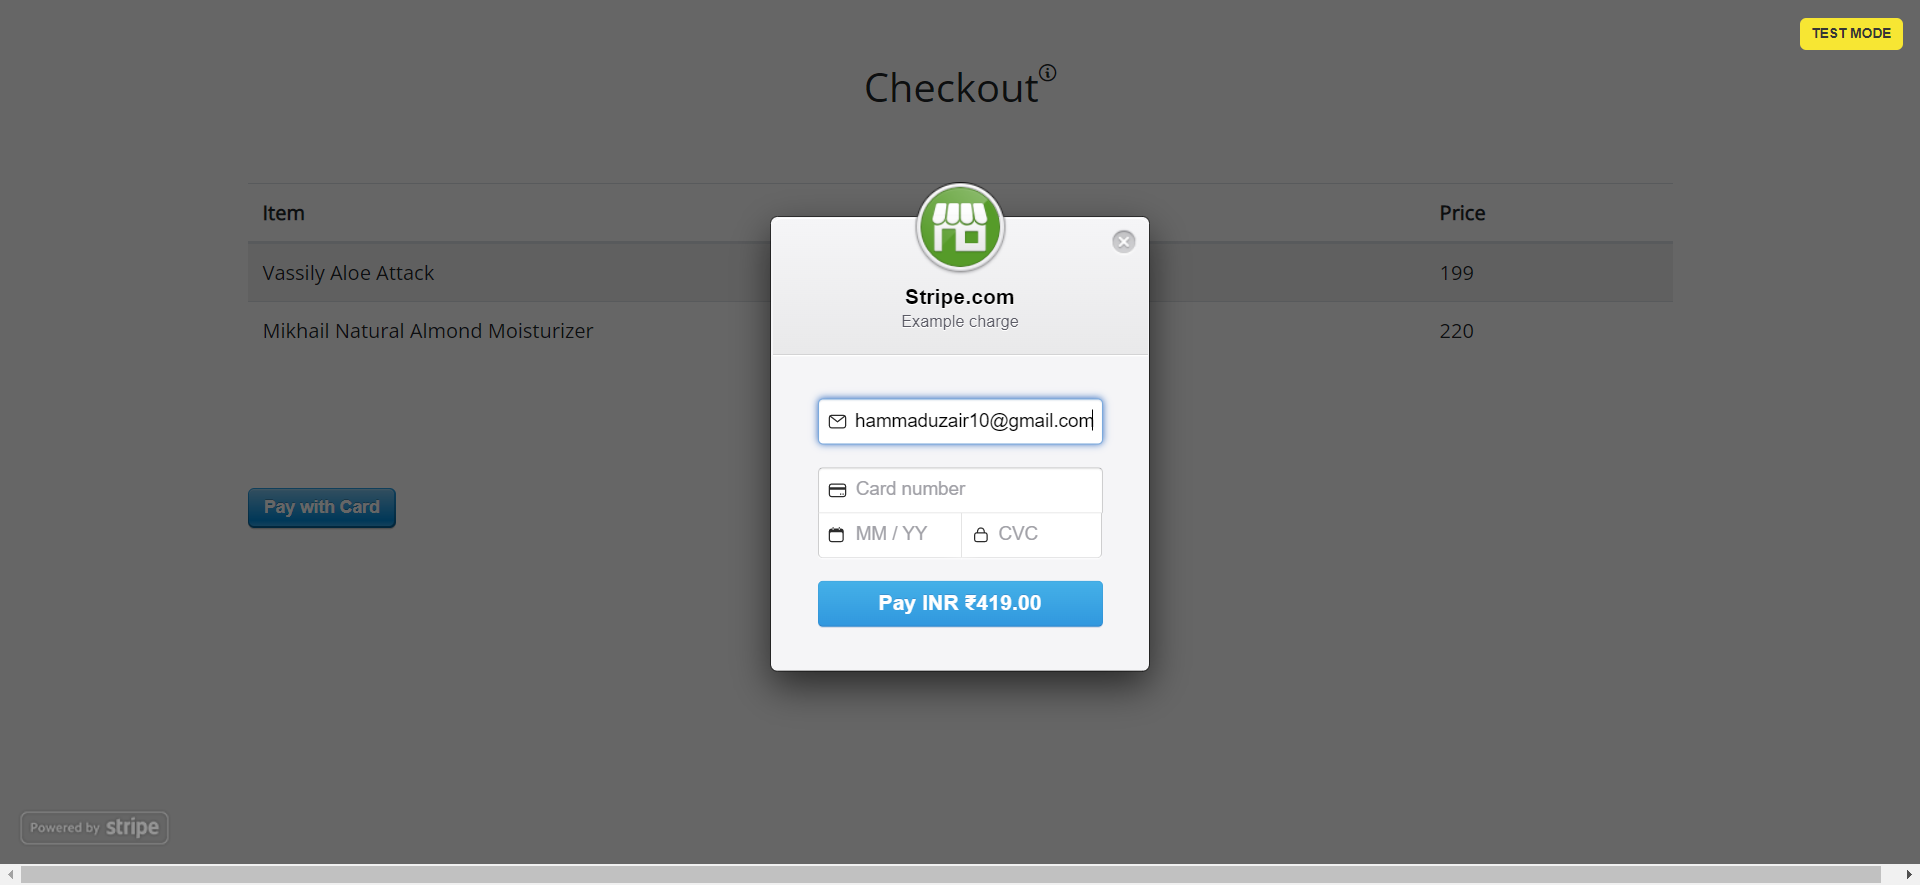 TEST MODE
Checkout
Item Price
Vassily Aloe Attack 199
Mikhail Natural Almond Moisturizer 220
Stripe.com
Example charge
hammaduzair10@gmail.com
Card number
MM / YY CVC
Pay INR ₹419.00
Pay with Card
Powered by stripe